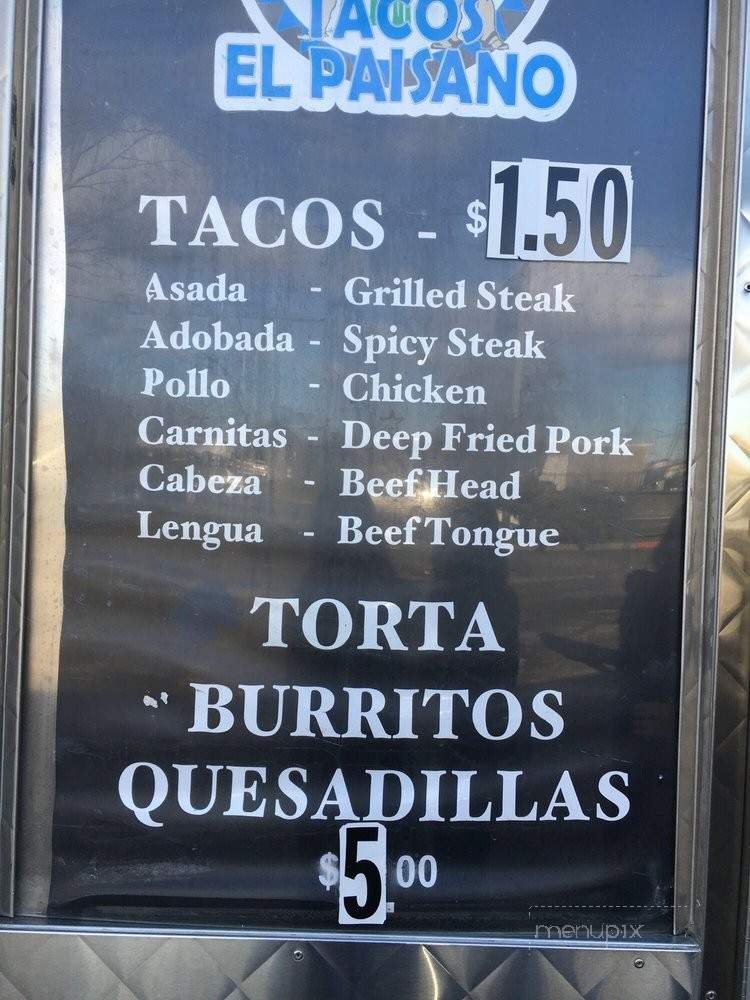 TACOS
EL PAISANO
TACOS - $1.50
Asada - Grilled Steak
Adobada - Spicy Steak
Pollo - Chicken
Carnitas - Deep Fried Pork
Cabeza - Beef Head
Lengua - Beef Tongue
TORTA
BURRITOS
QUESADILLAS
$5.00
menupix